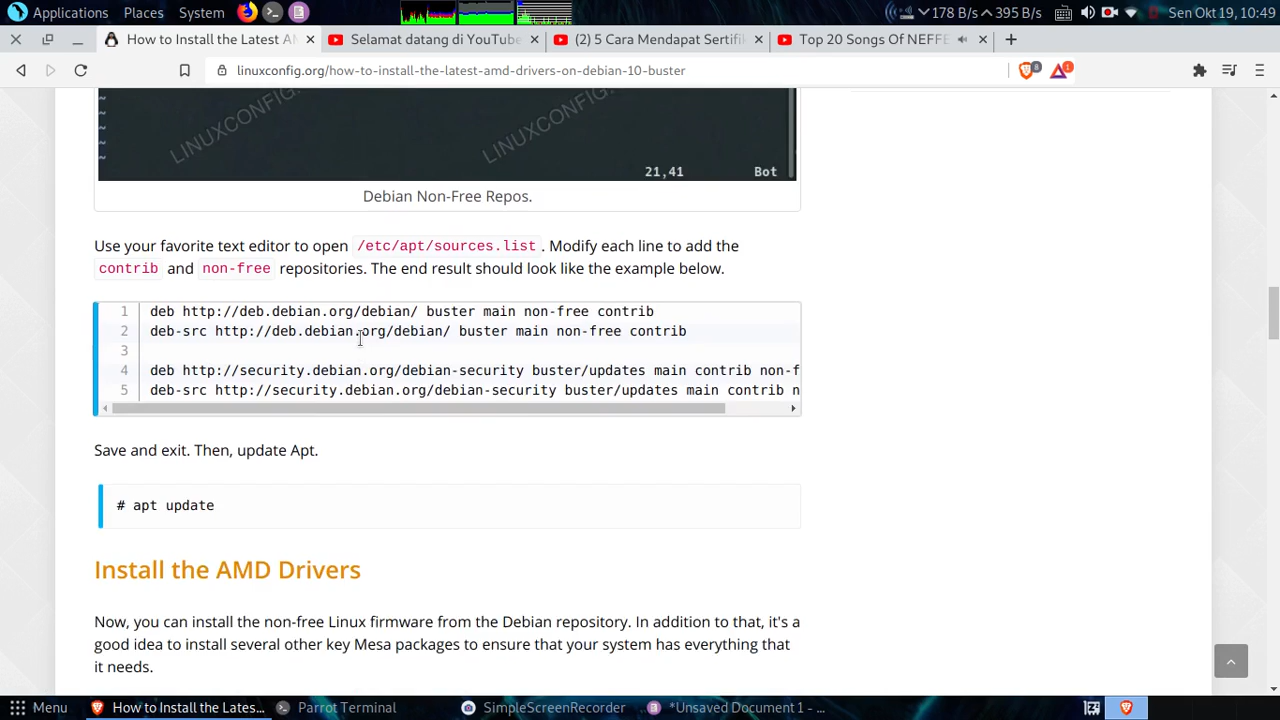 Applications Places System 178 B/s 395 B/s Sen Okt 19, 10:49
How to Install the Latest AM Selamat datang di YouTube (2) 5 Cara Mendapat Sertifik Top 20 Songs Of NEFFE
linuxconfig.org/how-to-install-the-latest-amd-drivers-on-debian-10-buster 8 1
~
~
~
~
LINUXCONFIG.ORG LINUXCONFIG.ORG
21,41 Bot
Debian Non-Free Repos.
Use your favorite text editor to open /etc/apt/sources.list. Modify each line to add the
contrib and non-free repositories. The end result should look like the example below.
1 deb http://deb.debian.org/debian/ buster main non-free contrib
2 deb-src http://deb.debian.org/debian/ buster main non-free contrib
3
4 deb http://security.debian.org/debian-security buster/updates main contrib non-f
5 deb-src http://security.debian.org/debian-security buster/updates main contrib n
Save and exit. Then, update Apt.
# apt update
Install the AMD Drivers
Now, you can install the non-free Linux firmware from the Debian repository. In addition to that, it's a
good idea to install several other key Mesa packages to ensure that your system has everything that
it needs.
Menu How to Install the Lates... Parrot Terminal SimpleScreenRecorder *Unsaved Document 1 - ...